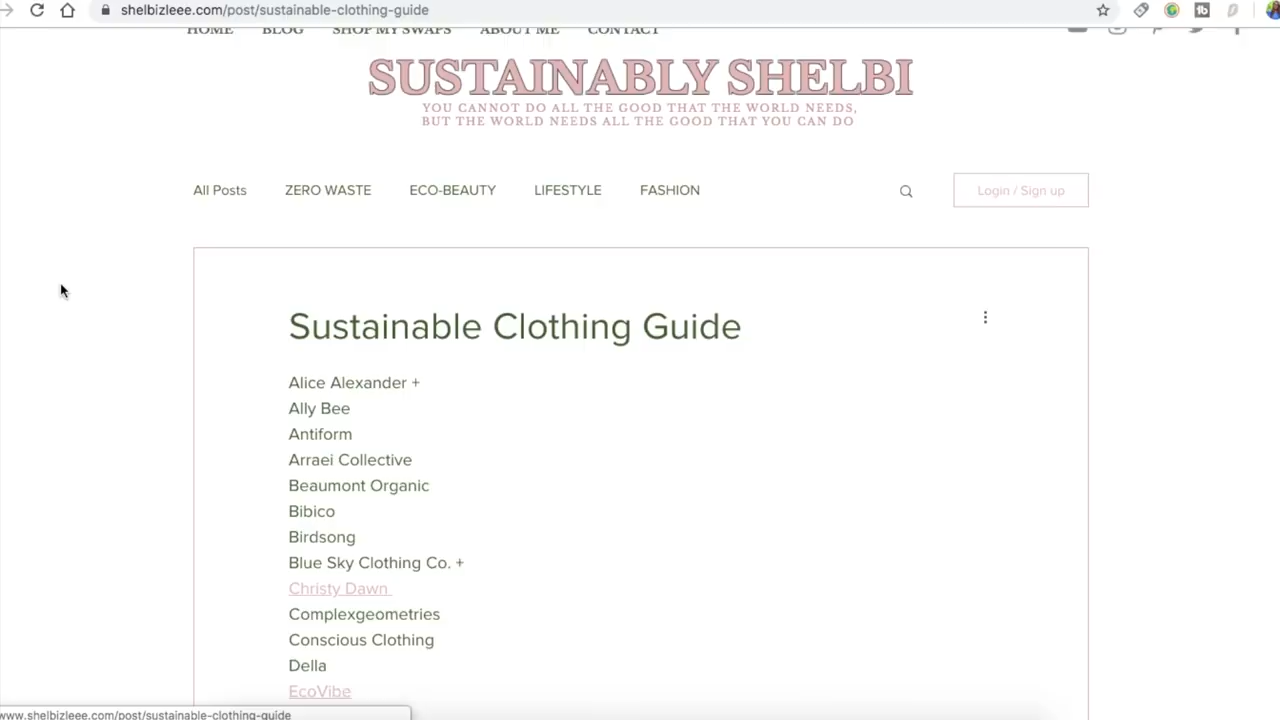 shelbizleee.com/post/sustainable-clothing-guide
HOME BLOG SHOP MY SWAPS ABOUT ME CONTACT
SUSTAINABLY SHELBI
YOU CANNOT DO ALL THE GOOD THAT THE WORLD NEEDS,
BUT THE WORLD NEEDS ALL THE GOOD THAT YOU CAN DO
All Posts ZERO WASTE ECO-BEAUTY LIFESTYLE FASHION Login / Sign up
Sustainable Clothing Guide
Alice Alexander +
Ally Bee
Antiform
Arraei Collective
Beaumont Organic
Bibico
Birdsong
Blue Sky Clothing Co. +
Christy Dawn
Complexgeometries
Conscious Clothing
Della
EcoVibe
www.shelbizleee.com/post/sustainable-clothing-guide